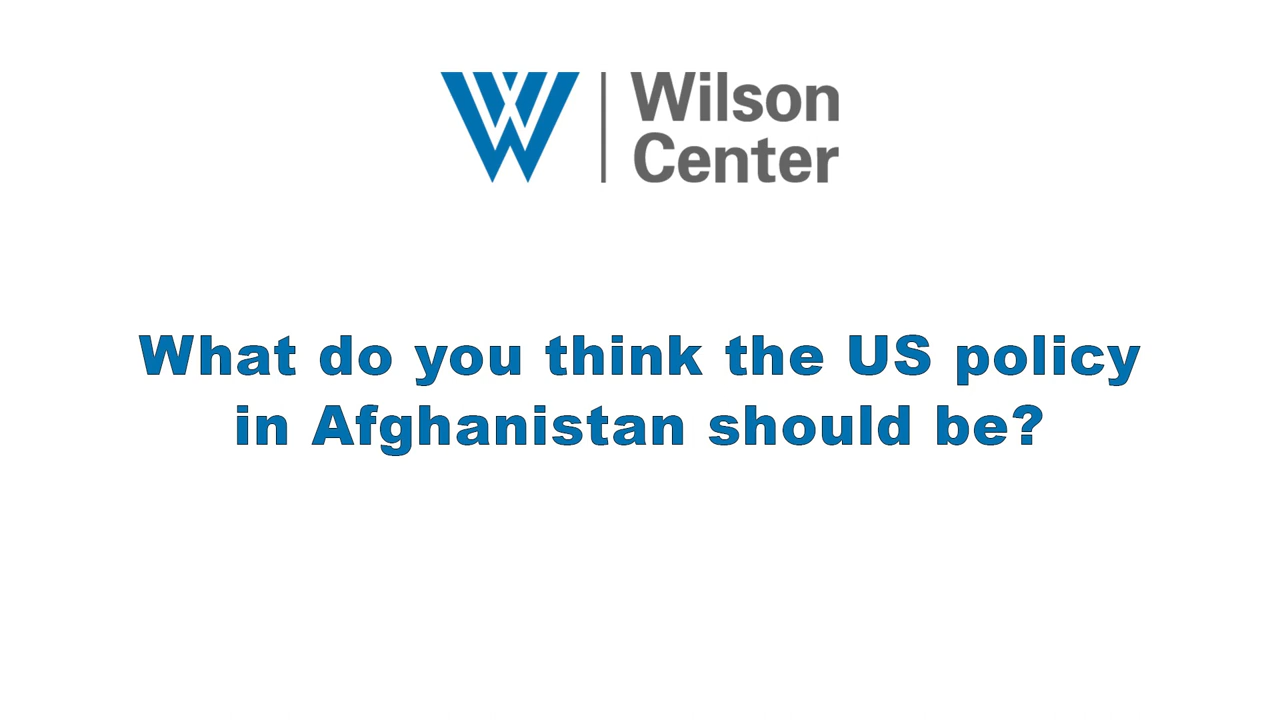 Wilson
Center
What do you think the US policy
in Afghanistan should be?